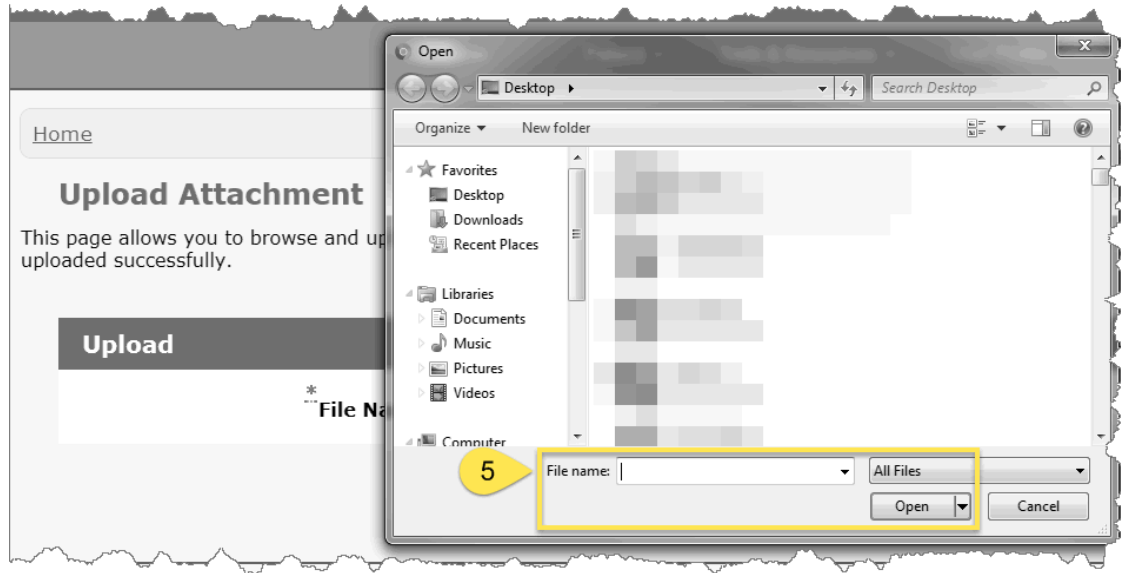 Open
Desktop
Search Desktop
Organize
New folder
Home
Upload Attachment
This page allows you to browse and up
uploaded successfully.
Upload
*
File Na
Favorites
Desktop
Downloads
Recent Places
Libraries
Documents
Music
Pictures
Videos
Computer
5
File name:
All Files
Open
Cancel